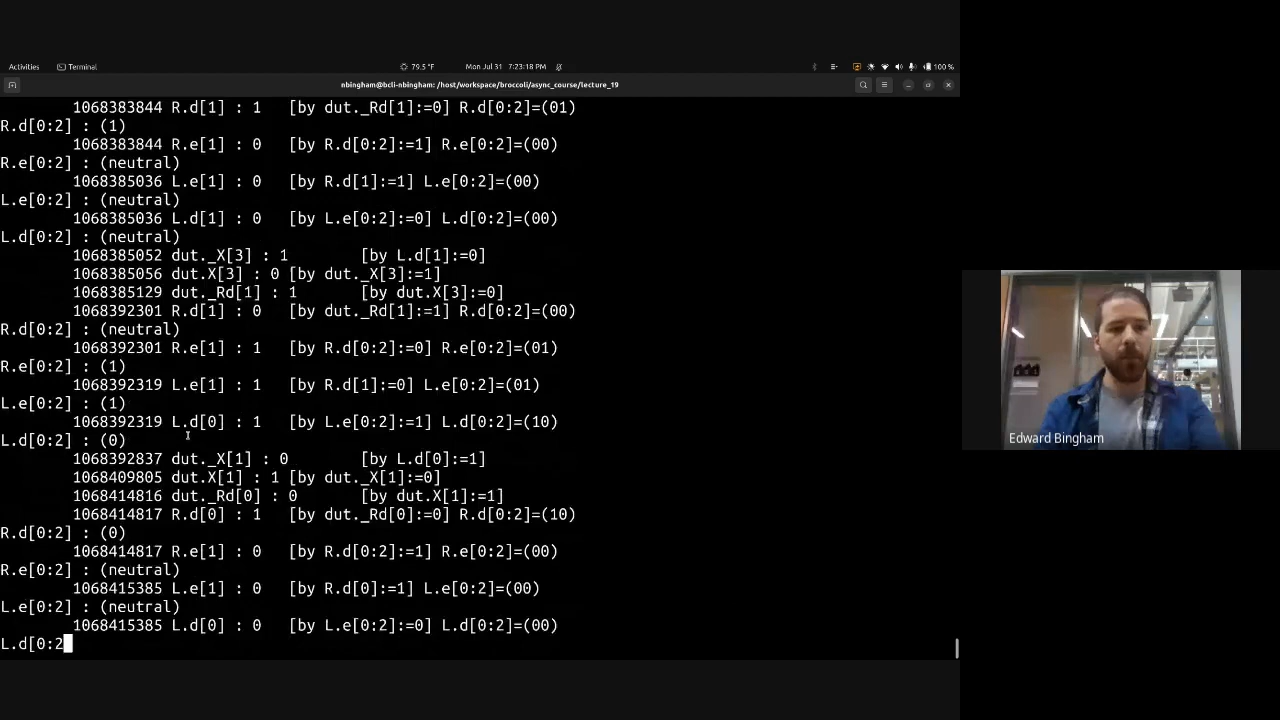 Activities Terminal 79.5 °F Mon Jul 31 7:23:18 PM 100 %
nbingham@bcli-nbingham: /host/workspace/broccoli/async_course/lecture_19
1068383844 R.d[1] : 1 [by dut._Rd[1]:=0] R.d[0:2]=(01)
R.d[0:2] : (1)
1068383844 R.e[1] : 0 [by R.d[0:2]:=1] R.e[0:2]=(00)
R.e[0:2] : (neutral)
1068385036 L.e[1] : 0 [by R.d[1]:=1] L.e[0:2]=(00)
L.e[0:2] : (neutral)
1068385036 L.d[1] : 0 [by L.e[0:2]:=0] L.d[0:2]=(00)
L.d[0:2] : (neutral)
1068385052 dut._X[3] : 1 [by L.d[1]:=0]
1068385056 dut.X[3] : 0 [by dut._X[3]:=1]
1068385129 dut._Rd[1] : 1 [by dut.X[3]:=0]
1068392301 R.d[1] : 0 [by dut._Rd[1]:=1] R.d[0:2]=(00)
R.d[0:2] : (neutral)
1068392301 R.e[1] : 1 [by R.d[0:2]:=0] R.e[0:2]=(01)
R.e[0:2] : (1)
1068392319 L.e[1] : 1 [by R.d[1]:=0] L.e[0:2]=(01)
L.e[0:2] : (1)
1068392319 L.d[0] : 1 [by L.e[0:2]:=1] L.d[0:2]=(10)
L.d[0:2] : (0)
1068392837 dut._X[1] : 0 [by L.d[0]:=1]
1068409805 dut.X[1] : 1 [by dut._X[1]:=0]
1068414816 dut._Rd[0] : 0 [by dut.X[1]:=1]
1068414817 R.d[0] : 1 [by dut._Rd[0]:=0] R.d[0:2]=(10)
R.d[0:2] : (0)
1068414817 R.e[1] : 0 [by R.d[0:2]:=1] R.e[0:2]=(00)
R.e[0:2] : (neutral)
1068415385 L.e[1] : 0 [by R.d[0]:=1] L.e[0:2]=(00)
L.e[0:2] : (neutral)
1068415385 L.d[0] : 0 [by L.e[0:2]:=0] L.d[0:2]=(00)
L.d[0:2
Edward Bingham